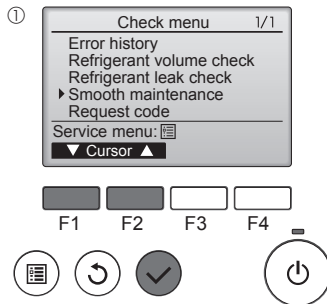 ①
Check menu 1/1
Error history
Refrigerant volume check
Refrigerant leak check
Smooth maintenance
Request code
Service menu:
▼ Cursor ▲
F1 F2 F3 F4